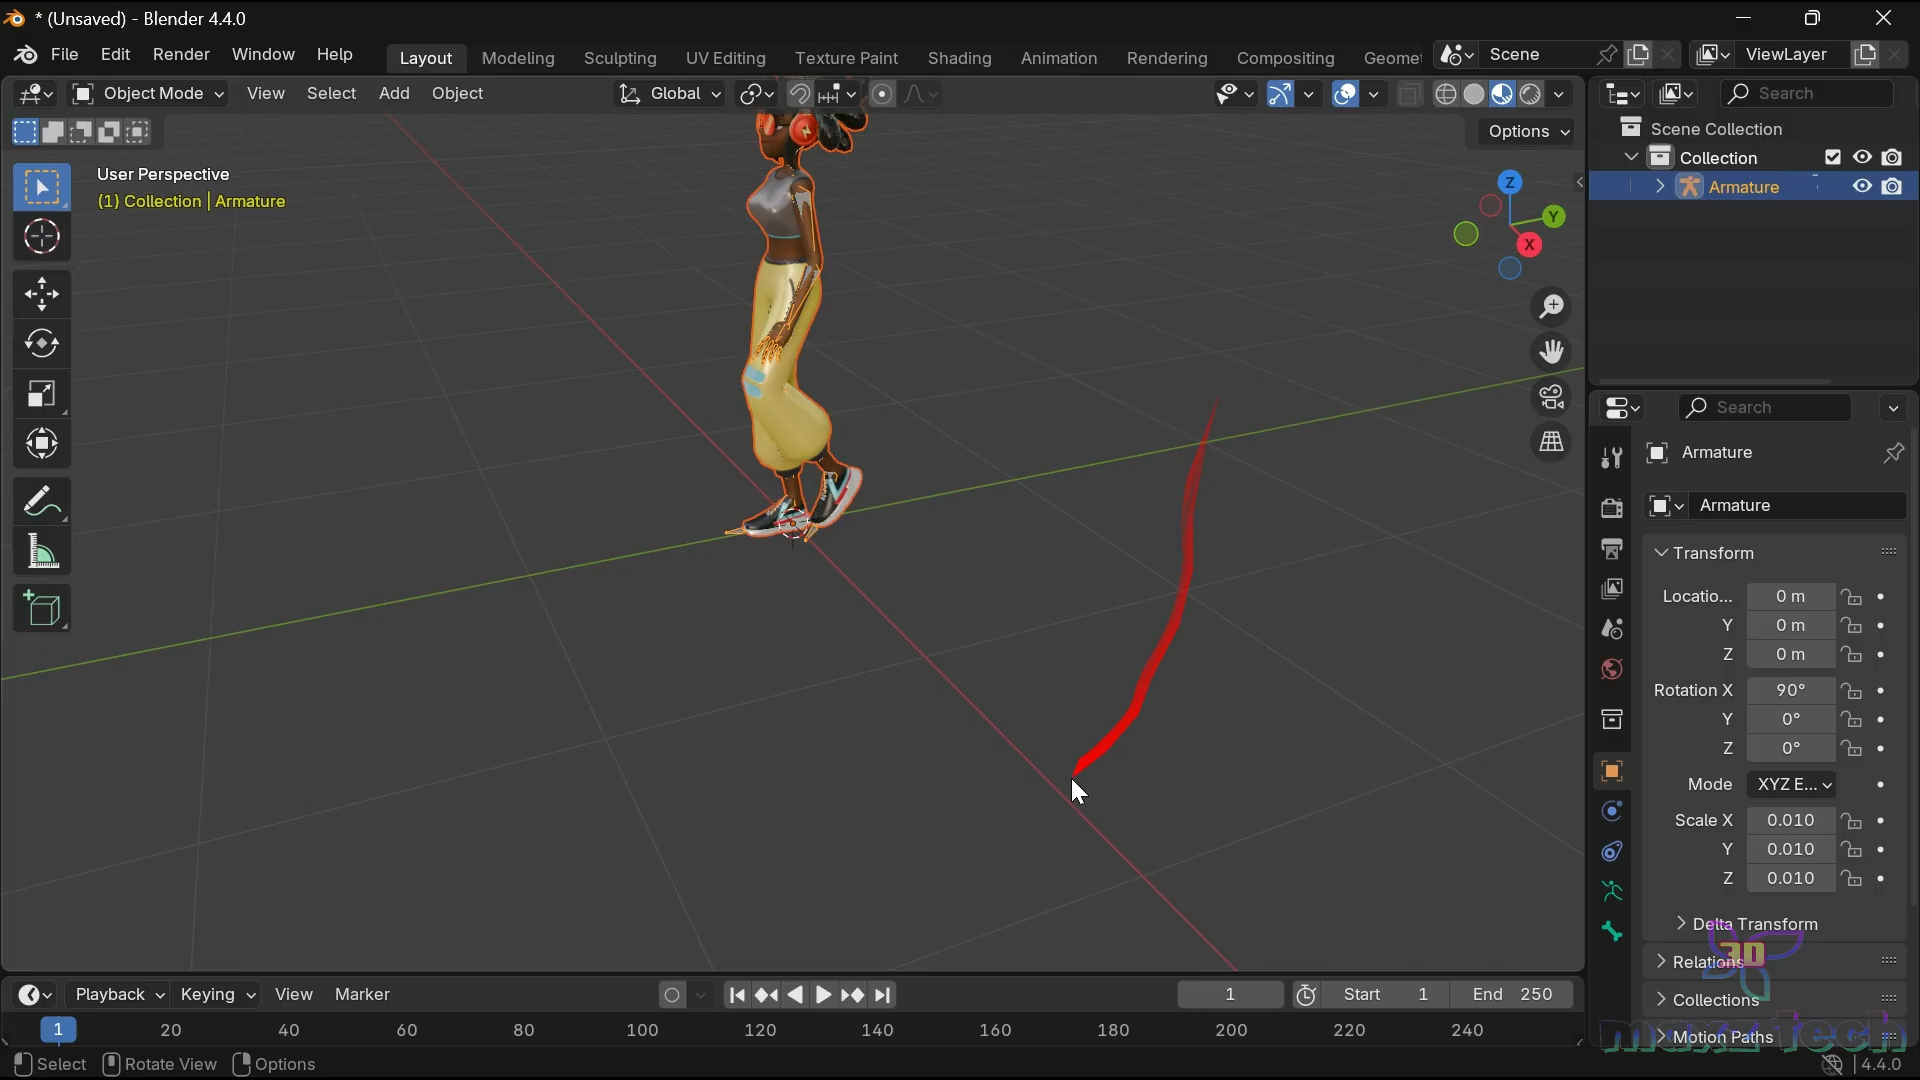 * (Unsaved) - Blender 4.4.0
File Edit Render Window Help Layout Modeling Sculpting UV Editing Texture Paint Shading Animation Rendering Compositing Geomet Scene ViewLayer
Object Mode View Select Add Object Global Search
Options
Scene Collection
Collection
Armature
User Perspective
(1) Collection | Armature
Z
Y
X
Search
Armature
Armature
Transform
Locatio... 0 m
Y 0 m
Z 0 m
Rotation X 90°
Y 0°
Z 0°
Mode XYZ E...
Scale X 0.010
Y 0.010
Z 0.010
Delta Transform
Relations
Collections
Motion Paths
3D
maxz tech
Playback Keying View Marker 1 Start 1 End 250
1 20 40 60 80 100 120 140 160 180 200 220 240
Select Rotate View Options 4.4.0